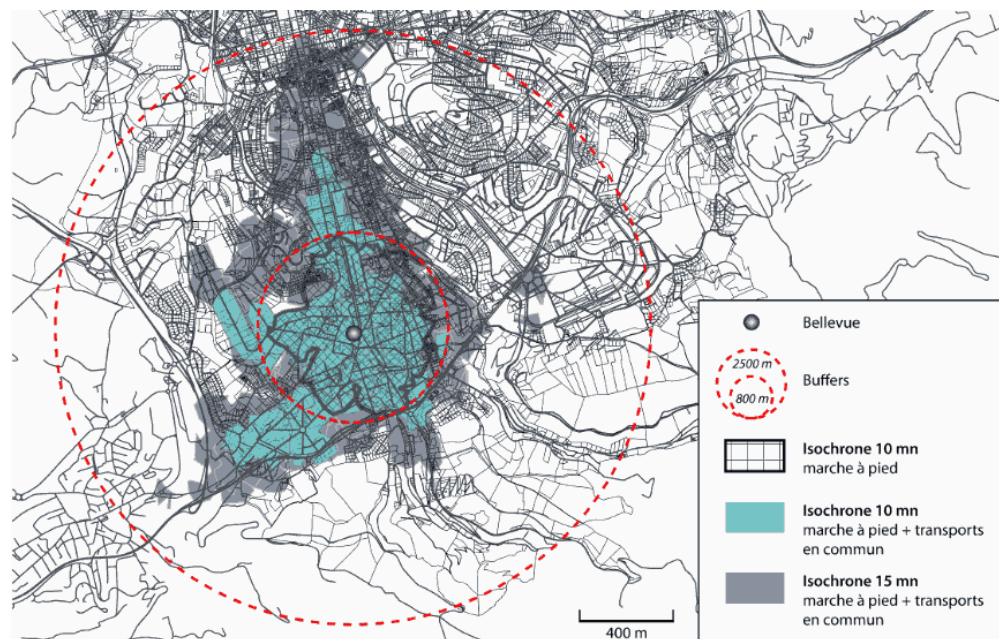 Bellevue
2500 m
800 m
Buffers
Isochrone 10 mn
marche à pied
Isochrone 10 mn
marche à pied + transports
en commun
Isochrone 15 mn
marche à pied + transports
en commun
400 m